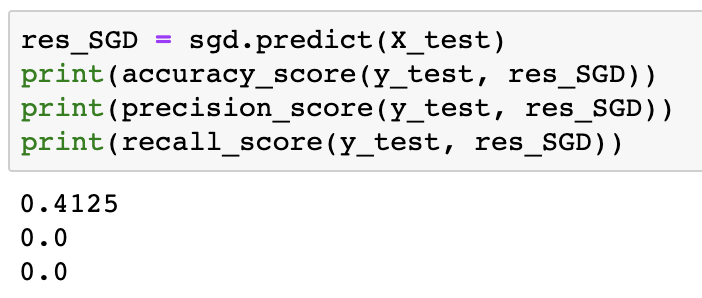 res_SGD = sgd.predict(X_test)
print(accuracy_score(y_test, res_SGD))
print(precision_score(y_test, res_SGD))
print(recall_score(y_test, res_SGD))
0.4125
0.0
0.0